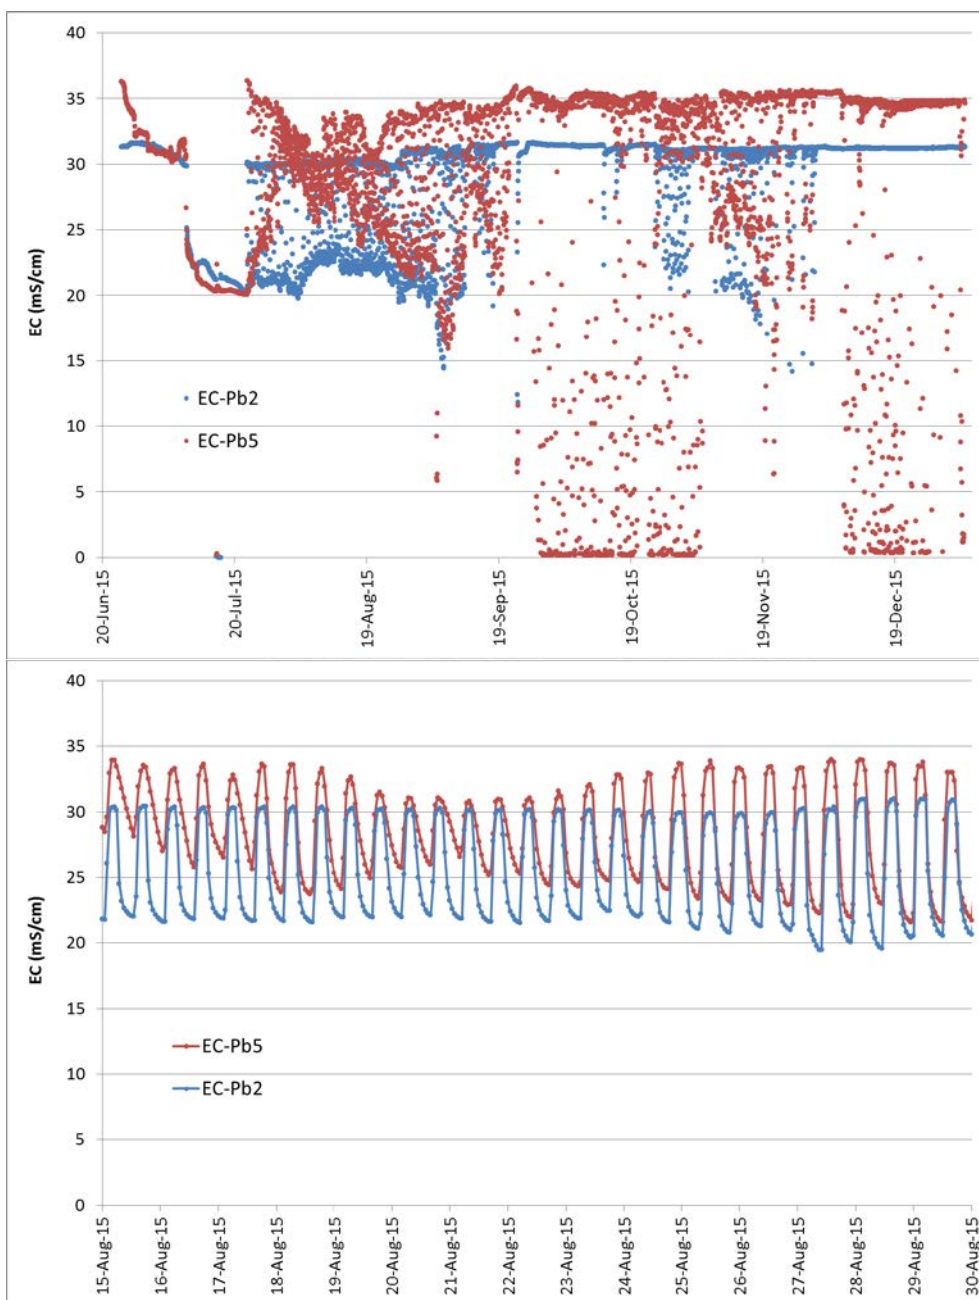 40
35
30
25
20
15
10
5
0
EC (mS/cm)
EC-Pb2
EC-Pb5
20-Jun-15
20-Jul-15
19-Aug-15
19-Sep-15
19-Oct-15
19-Nov-15
19-Dec-15
40
35
30
25
20
15
10
5
0
EC (mS/cm)
EC-Pb5
EC-Pb2
15-Aug-15
16-Aug-15
17-Aug-15
18-Aug-15
19-Aug-15
20-Aug-15
21-Aug-15
22-Aug-15
23-Aug-15
24-Aug-15
25-Aug-15
26-Aug-15
27-Aug-15
28-Aug-15
29-Aug-15
30-Aug-15